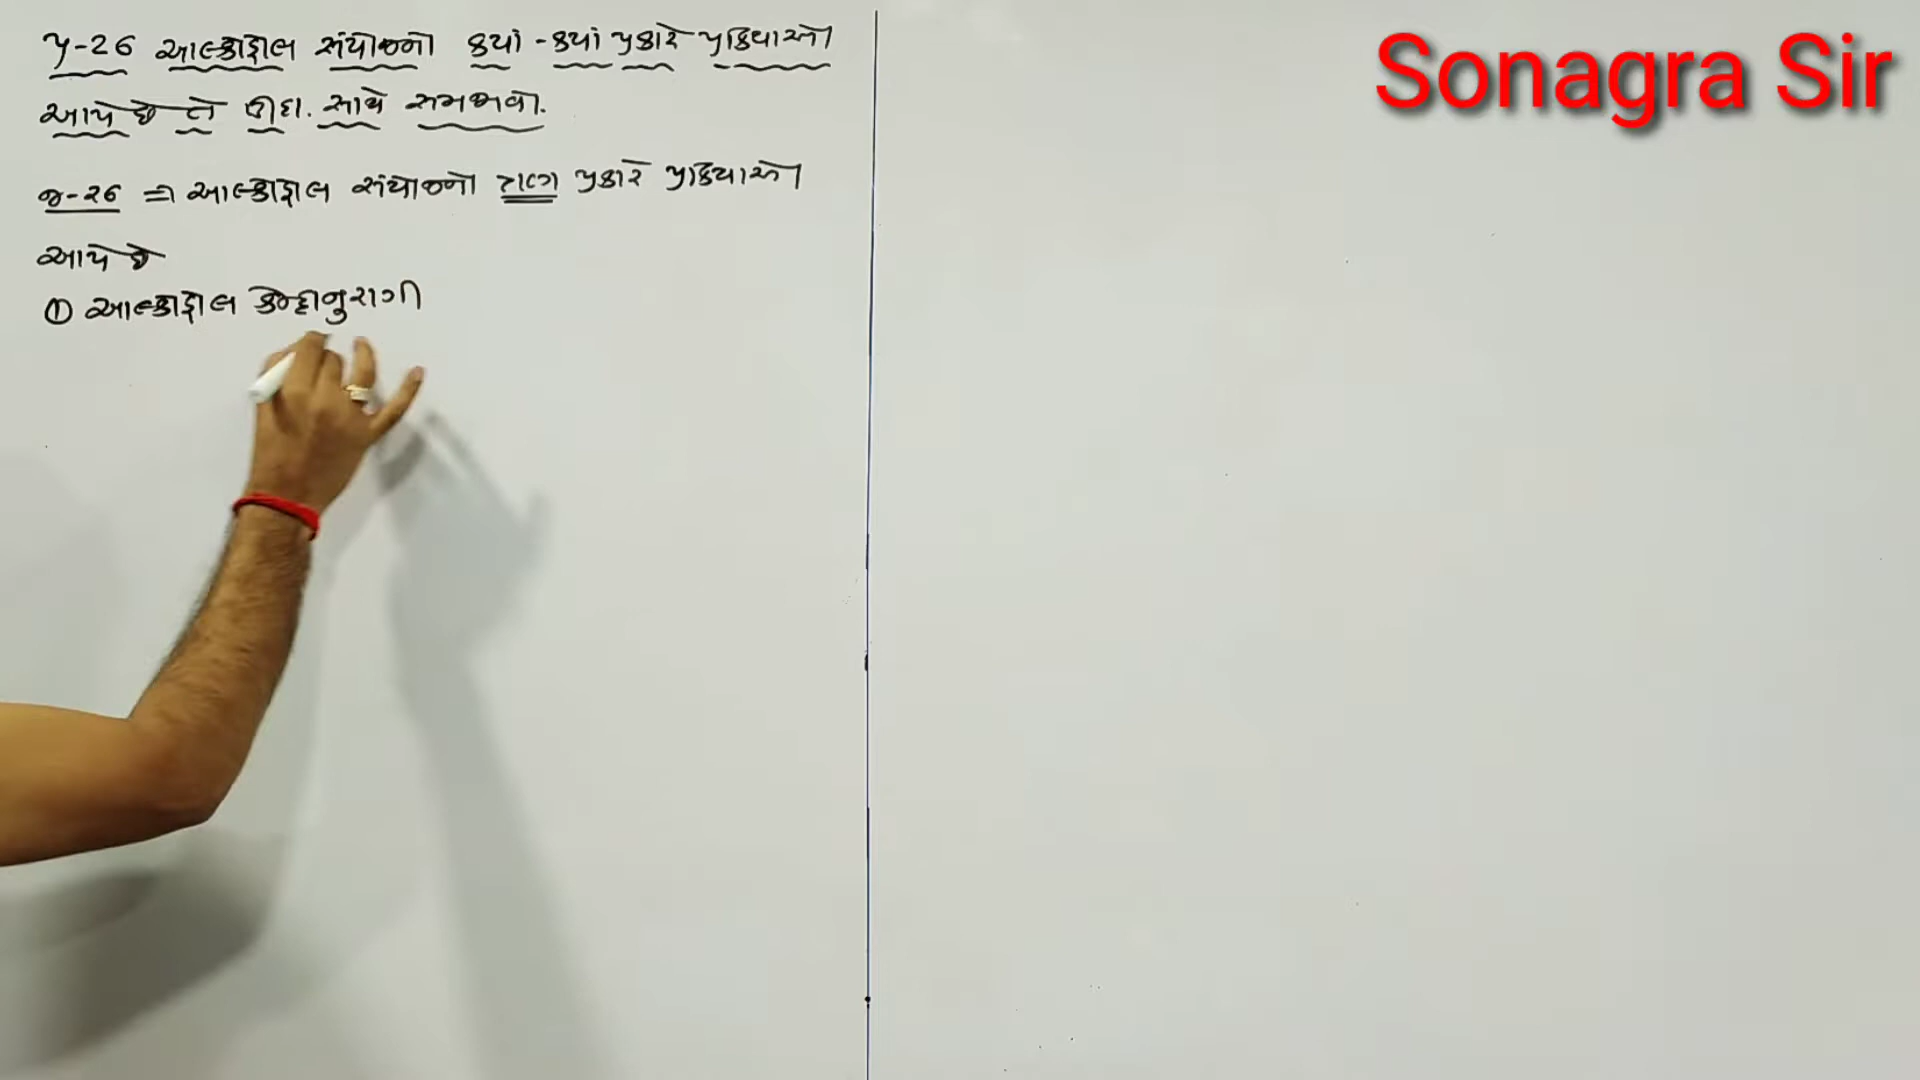 પ્ર-26 આલ્કોહોલ સંયોજનો કયાં-કયાં પ્રકારે પ્રક્રિયાઓ
આપે છે તે ઉદા. સાથે સમજાવો.
જ-26 ⇒ આલ્કોહોલ સંયોજનો ત્રણ પ્રકારે પ્રક્રિયાઓ
આપે છે
① આલ્કોહોલ કેન્દ્રાનુરાગી
Sonagra Sir